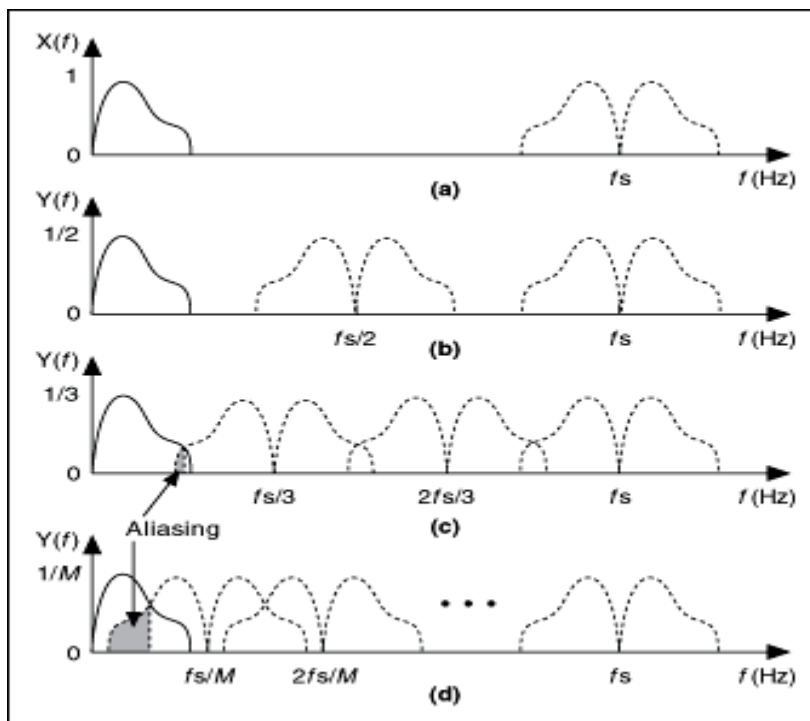 X(f)
1
0
fs
f (Hz)
(a)
Y(f)
1/2
0
fs/2
fs
f (Hz)
(b)
Y(f)
1/3
0
fs/3
2fs/3
fs
f (Hz)
(c)
Aliasing
Y(f)
1/M
0
fs/M
2fs/M
fs
f (Hz)
(d)